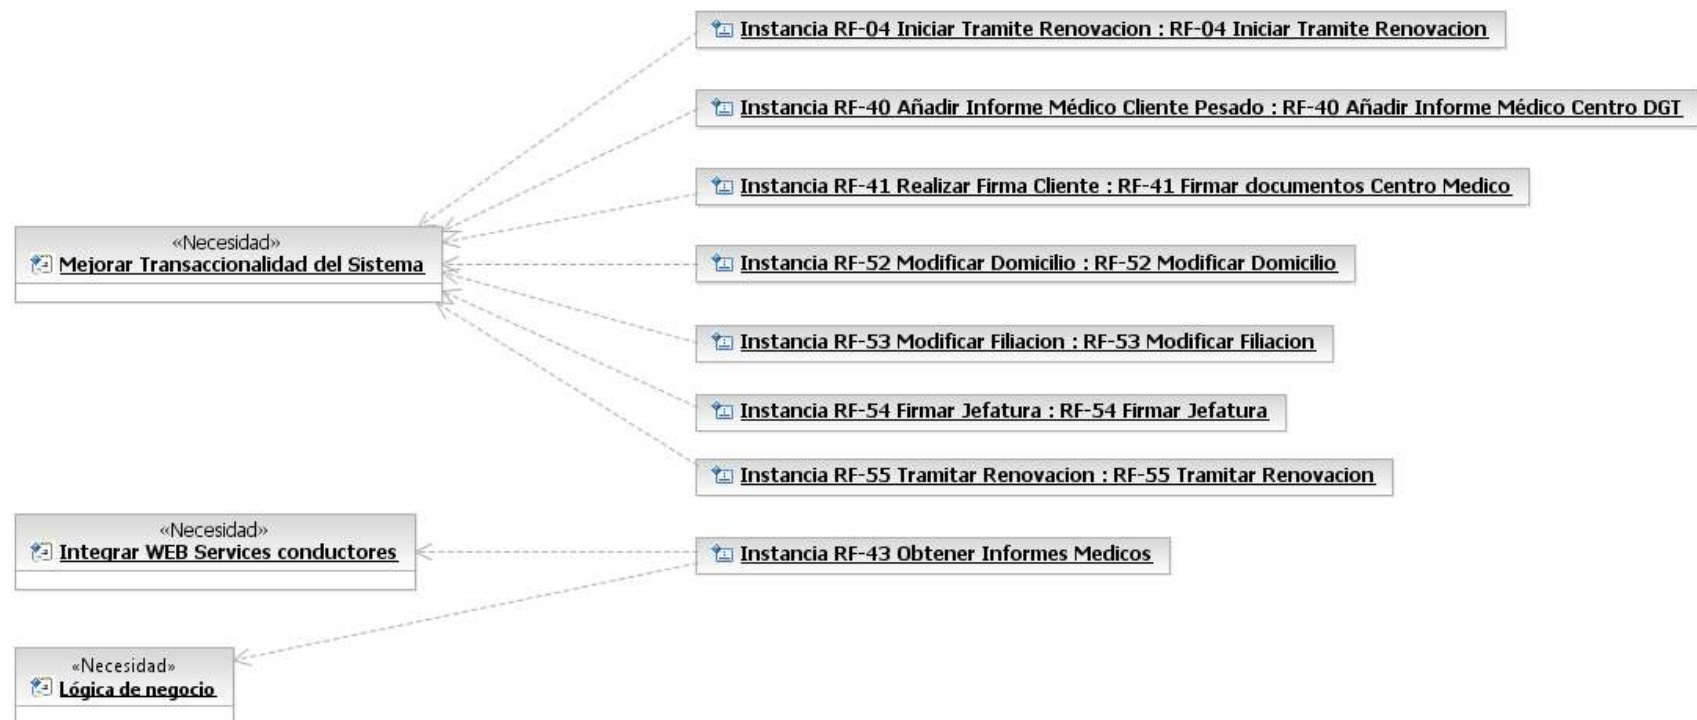 Instancia RF-04 Iniciar Tramite Renovacion : RF-04 Iniciar Tramite Renovacion
Instancia RF-40 Añadir Informe Médico Cliente Pesado : RF-40 Añadir Informe Médico Centro DGT
Instancia RF-41 Realizar Firma Cliente : RF-41 Firmar documentos Centro Medico
«Necesidad»
Mejorar Transaccionalidad del Sistema
Instancia RF-52 Modificar Domicilio : RF-52 Modificar Domicilio
Instancia RF-53 Modificar Filiacion : RF-53 Modificar Filiacion
Instancia RF-54 Firmar Jefatura : RF-54 Firmar Jefatura
Instancia RF-55 Tramitar Renovacion : RF-55 Tramitar Renovacion
«Necesidad»
Integrar WEB Services conductores
Instancia RF-43 Obtener Informes Medicos
«Necesidad»
Lógica de negocio